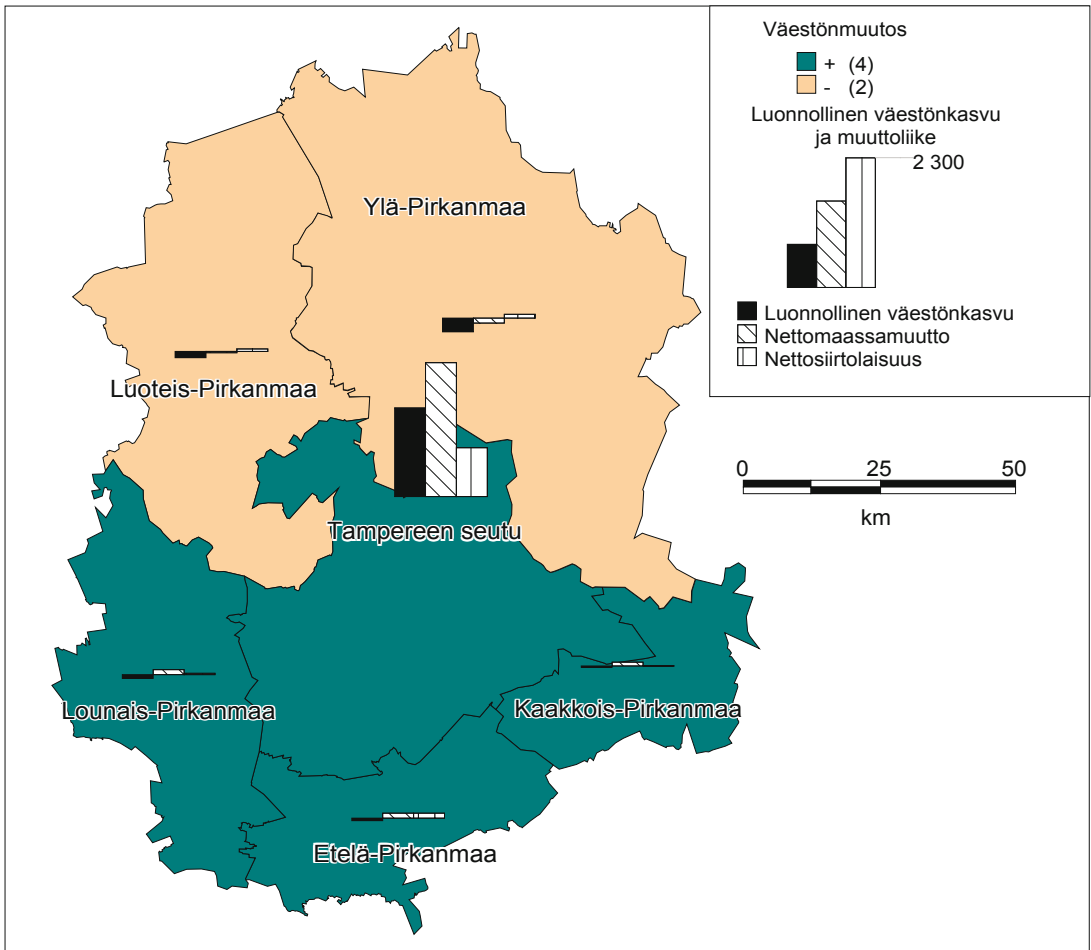 Väestönmuutos
+ (4)
- (2)
Luonnollinen väestönkasvu
ja muuttoliike
2 300
Luonnollinen väestönkasvu
Nettomaassamuutto
Nettosiirtolaisuus
Ylä-Pirkanmaa
Luoteis-Pirkanmaa
0 25 50
km
Tampereen seutu
Lounais-Pirkanmaa
Kaakkois-Pirkanmaa
Etelä-Pirkanmaa